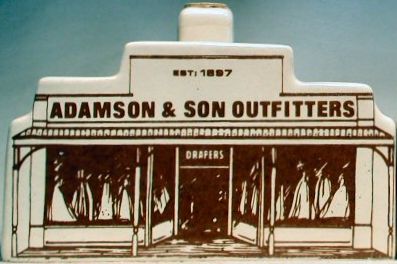 EST: 1897
ADAMSON & SON OUTFITTERS
DRAPERS